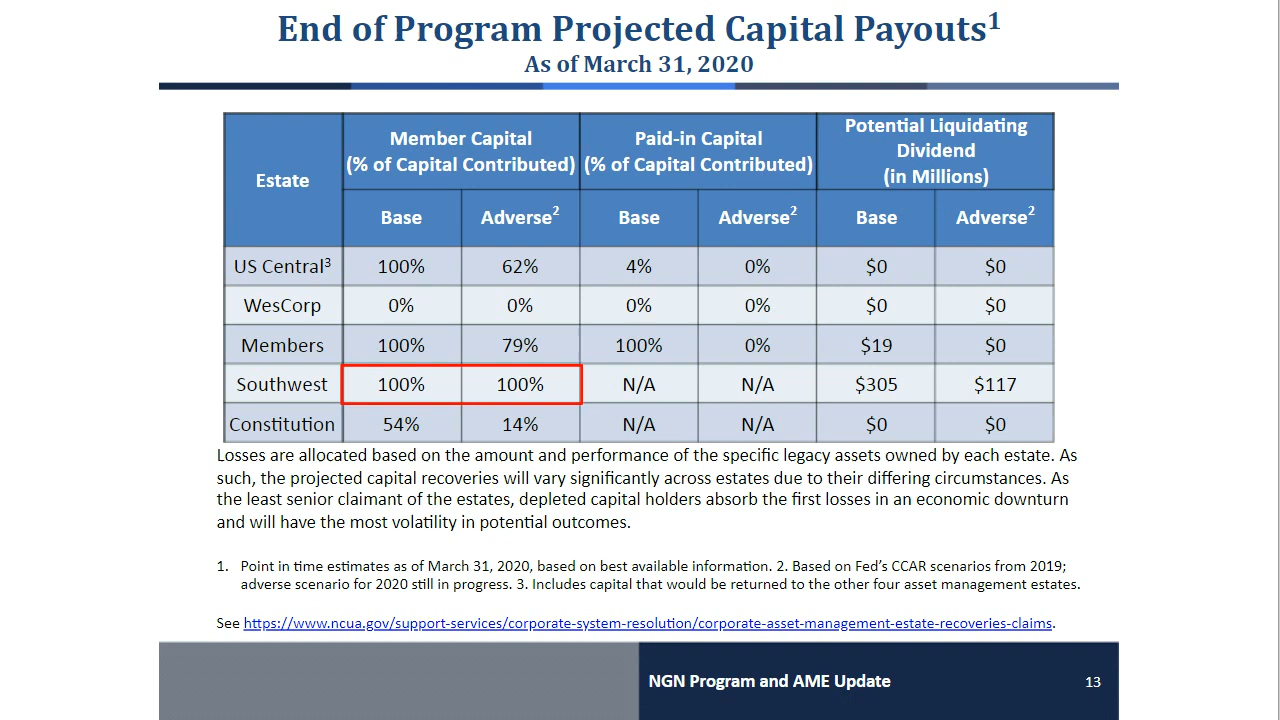 End of Program Projected Capital Payouts1
As of March 31, 2020
Estate
Member Capital
(% of Capital Contributed)
Paid-in Capital
(% of Capital Contributed)
Potential Liquidating
Dividend
(in Millions)
Base Adverse2 Base Adverse2 Base Adverse2
US Central3 100% 62% 4% 0% $0 $0
WesCorp 0% 0% 0% 0% $0 $0
Members 100% 79% 100% 0% $19 $0
Southwest 100% 100% N/A N/A $305 $117
Constitution 54% 14% N/A N/A $0 $0
Losses are allocated based on the amount and performance of the specific legacy assets owned by each estate. As
such, the projected capital recoveries will vary significantly across estates due to their differing circumstances. As
the least senior claimant of the estates, depleted capital holders absorb the first losses in an economic downturn
and will have the most volatility in potential outcomes.
1. Point in time estimates as of March 31, 2020, based on best available information. 2. Based on Fed's CCAR scenarios from 2019;
adverse scenario for 2020 still in progress. 3. Includes capital that would be returned to the other four asset management estates.
See https://www.ncua.gov/support-services/corporate-system-resolution/corporate-asset-management-estate-recoveries-claims.
NGN Program and AME Update 13